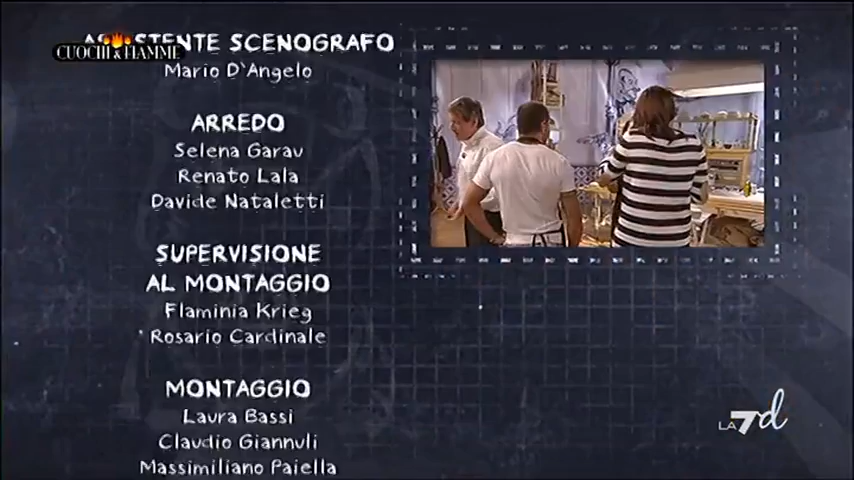 CUOCHI & FIAMME
ASSISTENTE SCENOGRAFO
Mario D'Angelo
ARREDO
Selena Garau
Renato Lala
Davide Nataletti
SUPERVISIONE
AL MONTAGGIO
Flaminia Krieg
Rosario Cardinale
MONTAGGIO
Laura Bassi
Claudio Giannuli
Massimiliano Paiella
LA7d